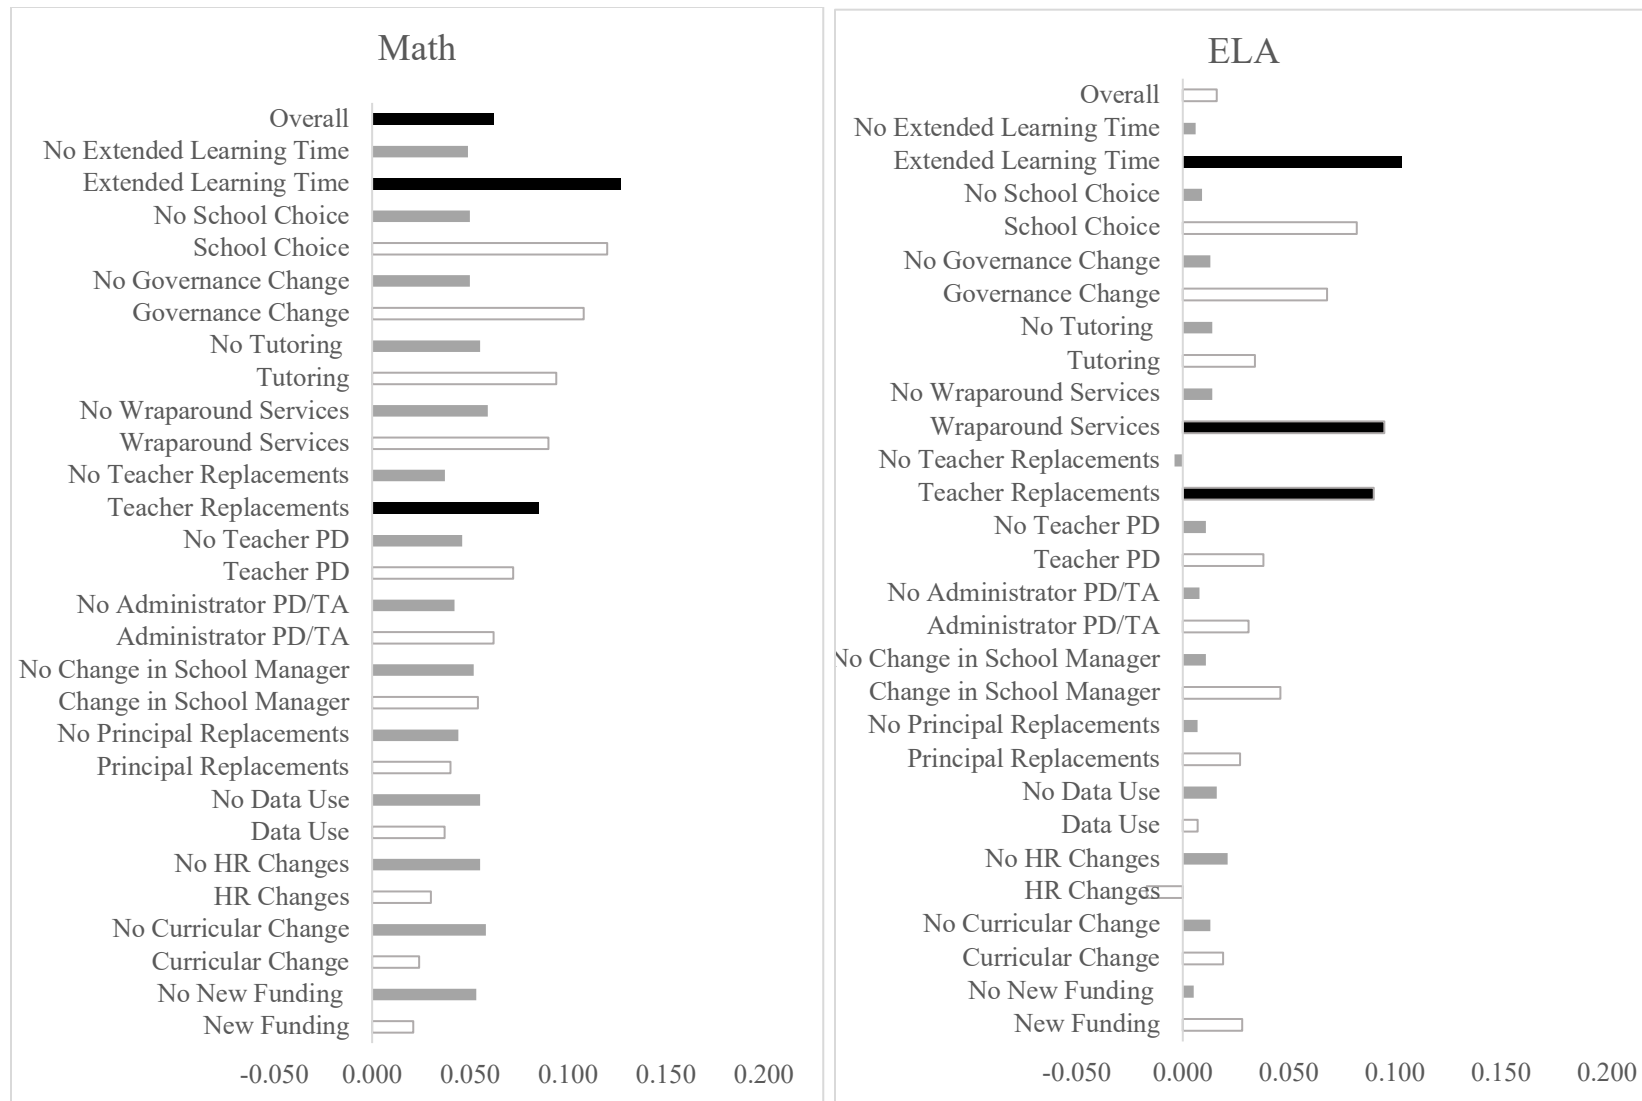 Math
Overall
No Extended Learning Time
Extended Learning Time
No School Choice
School Choice
No Governance Change
Governance Change
No Tutoring
Tutoring
No Wraparound Services
Wraparound Services
No Teacher Replacements
Teacher Replacements
No Teacher PD
Teacher PD
No Administrator PD/TA
Administrator PD/TA
No Change in School Manager
Change in School Manager
No Principal Replacements
Principal Replacements
No Data Use
Data Use
No HR Changes
HR Changes
No Curricular Change
Curricular Change
No New Funding
New Funding
-0.050 0.000 0.050 0.100 0.150 0.200
ELA
Overall
No Extended Learning Time
Extended Learning Time
No School Choice
School Choice
No Governance Change
Governance Change
No Tutoring
Tutoring
No Wraparound Services
Wraparound Services
No Teacher Replacements
Teacher Replacements
No Teacher PD
Teacher PD
No Administrator PD/TA
Administrator PD/TA
No Change in School Manager
Change in School Manager
No Principal Replacements
Principal Replacements
No Data Use
Data Use
No HR Changes
HR Changes
No Curricular Change
Curricular Change
No New Funding
New Funding
-0.050 0.000 0.050 0.100 0.150 0.200